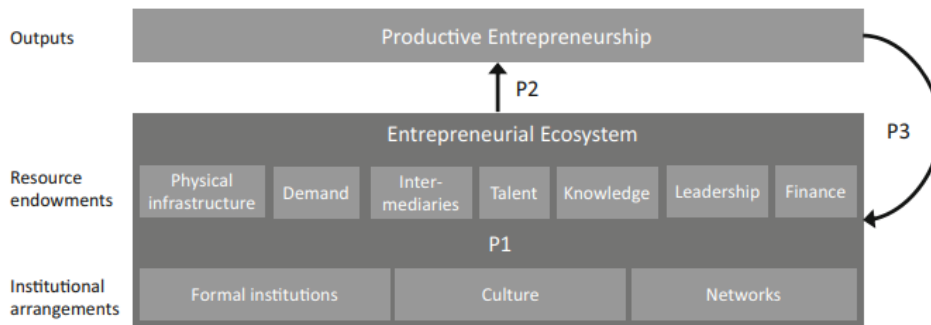 Outputs
Productive Entrepreneurship
P2
P3
Entrepreneurial Ecosystem
Resource
endowments
Physical
infrastructure
Demand
Inter-
mediaries
Talent
Knowledge
Leadership
Finance
P1
Institutional
arrangements
Formal institutions
Culture
Networks